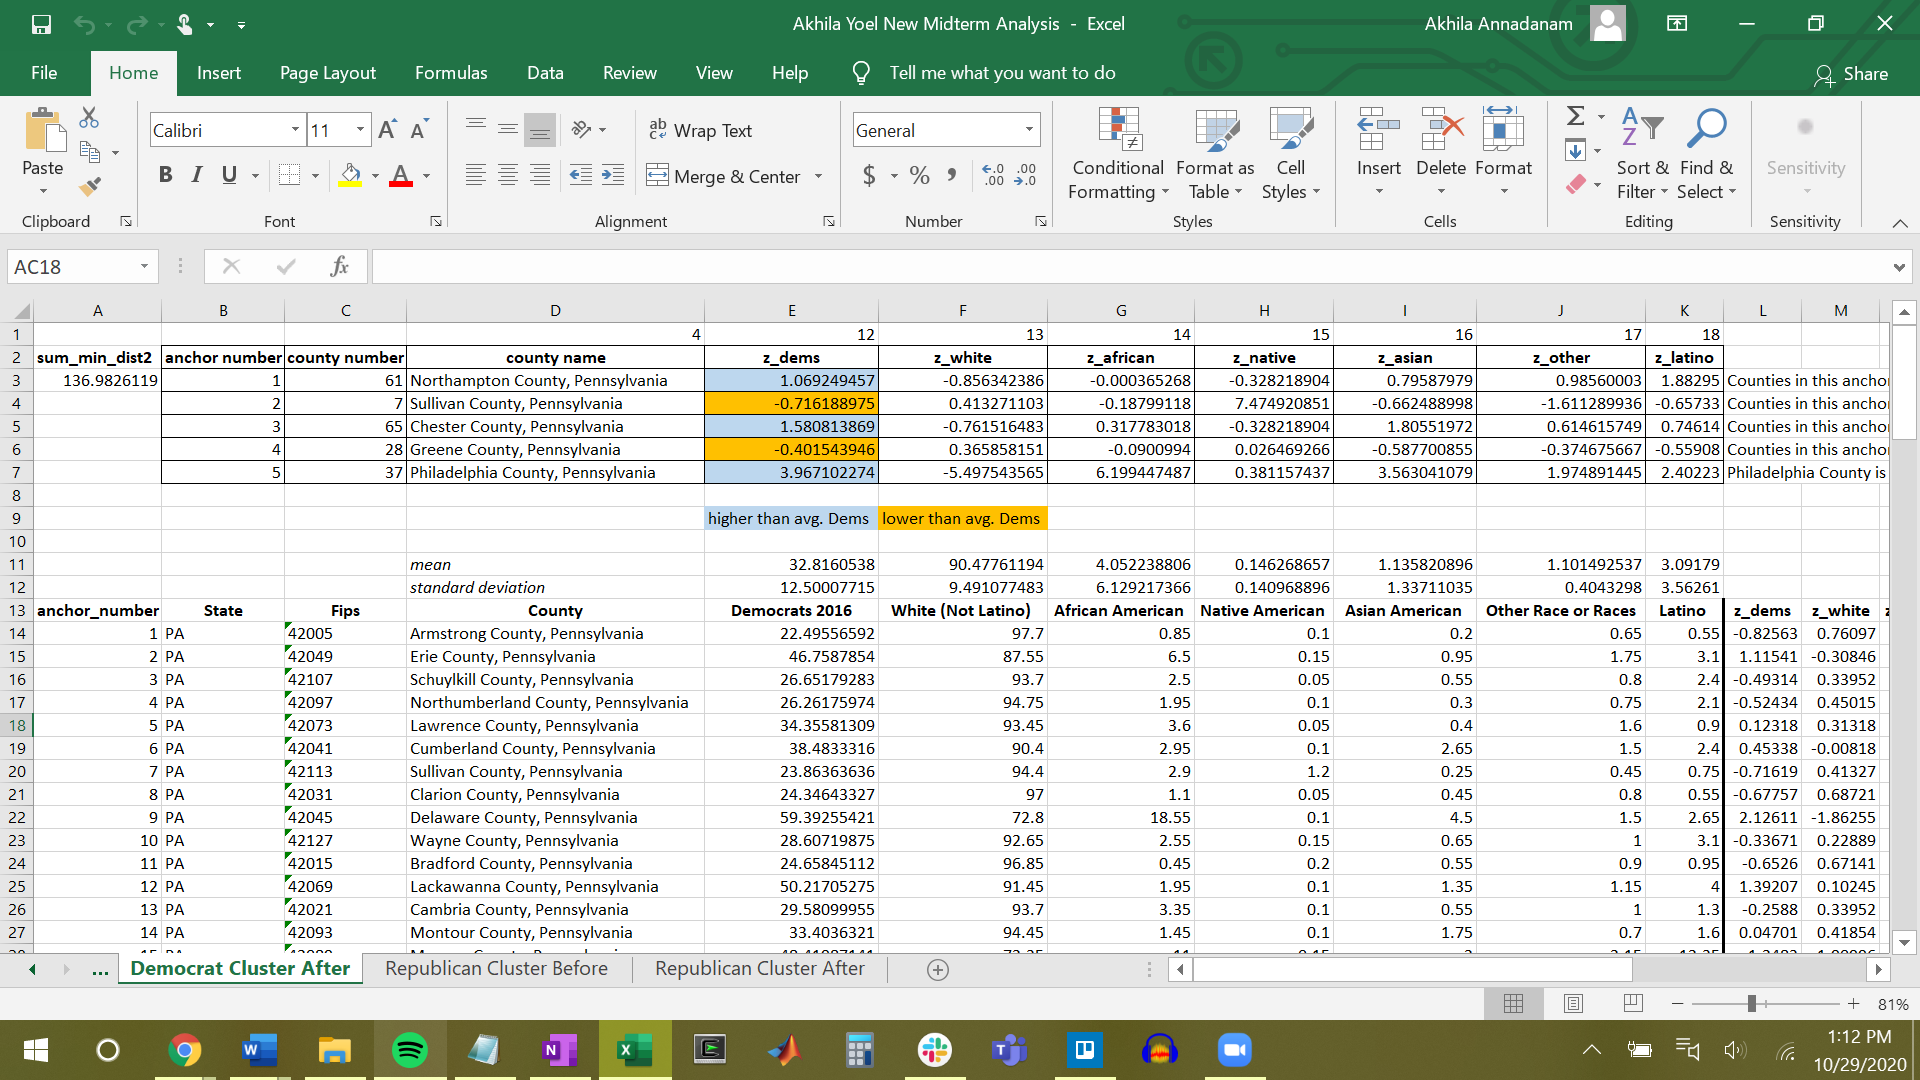 Akhila Yoel New Midterm Analysis - Excel
Akhila Annadanam
File Home Insert Page Layout Formulas Data Review View Help Tell me what you want to do Share
Calibri 11 Wrap Text General
Paste B I U A Merge & Center $ % Conditional Formatting Format as Table Cell Styles Insert Delete Format Sort & Filter Find & Select Sensitivity
Clipboard Font Alignment Number Styles Cells Editing Sensitivity
AC18 fx
A B C D E F G H I J K L M
1 4 12 13 14 15 16 17 18
2 sum_min_dist2 anchor number county number county name z_dems z_white z_african z_native z_asian z_other z_latino
3 136.9826119 1 61 Northampton County, Pennsylvania 1.069249457 -0.856342386 -0.000365268 -0.328218904 0.79587979 0.98560003 1.88295 Counties in this ancho
4 2 7 Sullivan County, Pennsylvania -0.716188975 0.413271103 -0.18799118 7.474920851 -0.662488998 -1.611289936 -0.65733 Counties in this ancho
5 3 65 Chester County, Pennsylvania 1.580813869 -0.761516483 0.317783018 -0.328218904 1.80551972 0.614615749 0.74614 Counties in this ancho
6 4 28 Greene County, Pennsylvania -0.401543946 0.365858151 -0.0900994 0.026469266 -0.587700855 -0.374675667 -0.55908 Counties in this ancho
7 5 37 Philadelphia County, Pennsylvania 3.967102274 -5.497543565 6.199447487 0.381157437 3.563041079 1.974891445 2.40223 Philadelphia County is
8
9 higher than avg. Dems lower than avg. Dems
10
11 mean 32.8160538 90.47761194 4.052238806 0.146268657 1.135820896 1.101492537 3.09179
12 standard deviation 12.50007715 9.491077483 6.129217366 0.140968896 1.33711035 0.4043298 3.56261
13 anchor_number State Fips County Democrats 2016 White (Not Latino) African American Native American Asian American Other Race or Races Latino z_dems z_white
14 1 PA 42005 Armstrong County, Pennsylvania 22.49556592 97.7 0.85 0.1 0.2 0.65 0.55 -0.82563 0.76097
15 2 PA 42049 Erie County, Pennsylvania 46.7587854 87.55 6.5 0.15 0.95 1.75 3.1 1.11541 -0.30846
16 3 PA 42107 Schuylkill County, Pennsylvania 26.65179283 93.7 2.5 0.05 0.55 0.8 2.4 -0.49314 0.33952
17 4 PA 42097 Northumberland County, Pennsylvania 26.26175974 94.75 1.95 0.1 0.3 0.75 2.1 -0.52434 0.45015
18 5 PA 42073 Lawrence County, Pennsylvania 34.35581309 93.45 3.6 0.05 0.4 1.6 0.9 0.12318 0.31318
19 6 PA 42041 Cumberland County, Pennsylvania 38.4833316 90.4 2.95 0.1 2.65 1.5 2.4 0.45338 -0.00818
20 7 PA 42113 Sullivan County, Pennsylvania 23.86363636 94.4 2.9 1.2 0.25 0.45 0.75 -0.71619 0.41327
21 8 PA 42031 Clarion County, Pennsylvania 24.34643327 97 1.1 0.05 0.45 0.8 0.55 -0.67757 0.68721
22 9 PA 42045 Delaware County, Pennsylvania 59.39255421 72.8 18.55 0.1 4.5 1.5 2.65 2.12611 -1.86255
23 10 PA 42127 Wayne County, Pennsylvania 28.60719875 92.65 2.55 0.15 0.65 1 3.1 -0.33671 0.22889
24 11 PA 42015 Bradford County, Pennsylvania 24.65845112 96.85 0.45 0.2 0.55 0.9 0.95 -0.6526 0.67141
25 12 PA 42069 Lackawanna County, Pennsylvania 50.21705275 91.45 1.95 0.1 1.35 1.15 4 1.39207 0.10245
26 13 PA 42021 Cambria County, Pennsylvania 29.58099955 93.7 3.35 0.1 0.55 1 1.3 -0.2588 0.33952
27 14 PA 42093 Montour County, Pennsylvania 33.4036321 94.45 1.45 0.1 1.75 0.7 1.6 0.04701 0.41854
... Democrat Cluster After Republican Cluster Before Republican Cluster After
81%
1:12 PM
10/29/2020